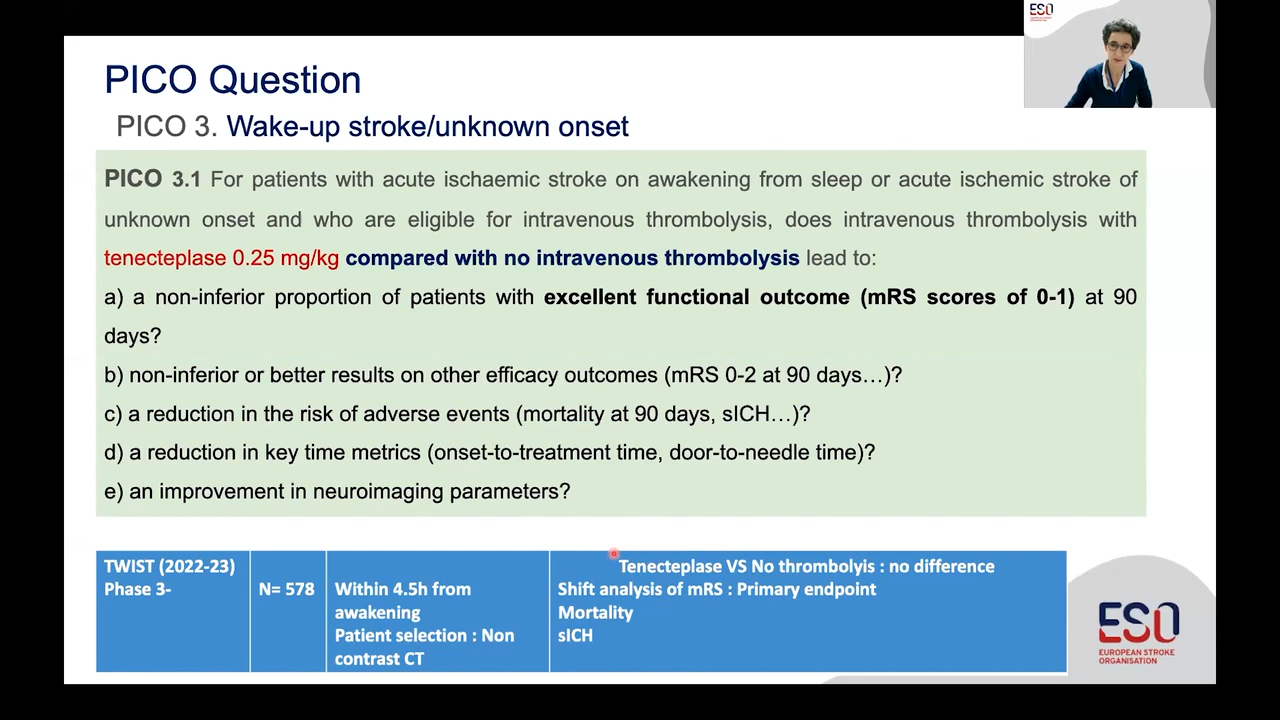 ESO
EUROPEAN STROKE
ORGANISATION
PICO Question
PICO 3. Wake-up stroke/unknown onset
PICO 3.1 For patients with acute ischaemic stroke on awakening from sleep or acute ischemic stroke of
unknown onset and who are eligible for intravenous thrombolysis, does intravenous thrombolysis with
tenecteplase 0.25 mg/kg compared with no intravenous thrombolysis lead to:
a) a non-inferior proportion of patients with excellent functional outcome (mRS scores of 0-1) at 90
days?
b) non-inferior or better results on other efficacy outcomes (mRS 0-2 at 90 days…)?
c) a reduction in the risk of adverse events (mortality at 90 days, sICH…)?
d) a reduction in key time metrics (onset-to-treatment time, door-to-needle time)?
e) an improvement in neuroimaging parameters?
TWIST (2022-23)
Phase 3-
N= 578
Within 4.5h from
awakening
Patient selection : Non
contrast CT
Tenecteplase VS No thrombolyis : no difference
Shift analysis of mRS : Primary endpoint
Mortality
sICH
ESO
EUROPEAN STROKE
ORGANISATION